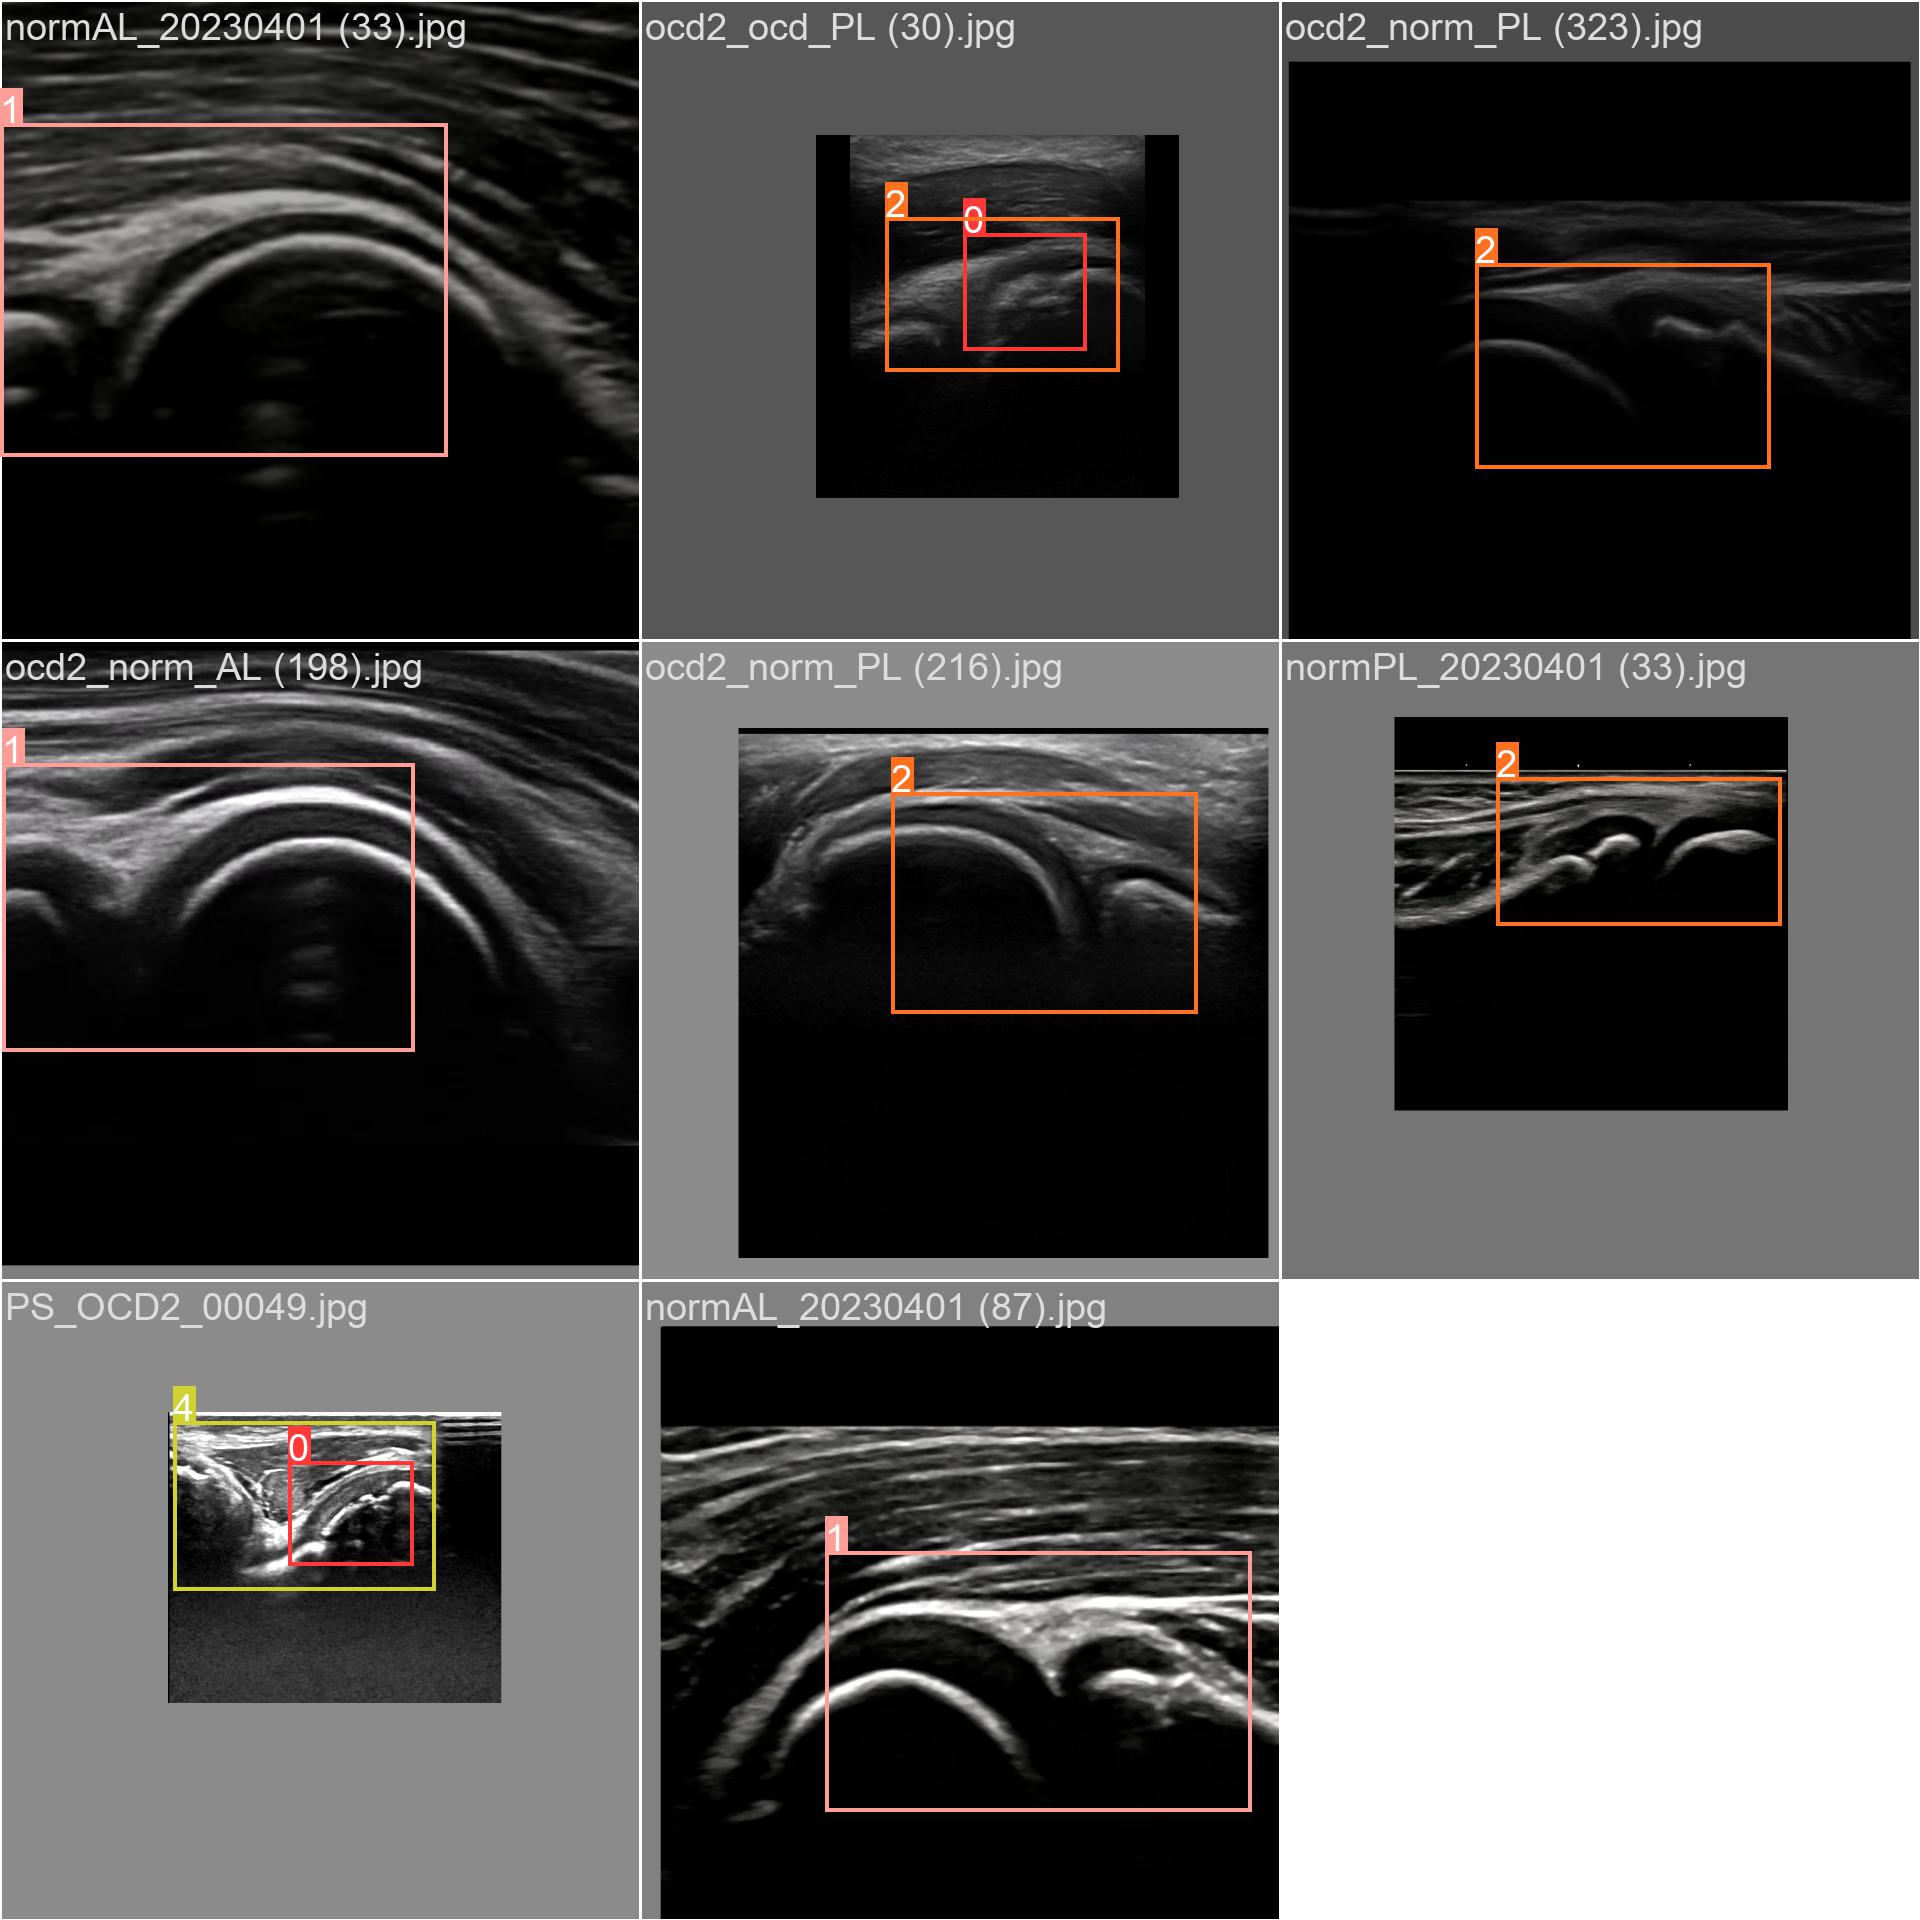 normAL_20230401 (33).jpg
ocd2_ocd_PL (30).jpg
ocd2_norm_PL (323).jpg
1
2
0
2
ocd2_norm_AL (198).jpg
ocd2_norm_PL (216).jpg
normPL_20230401 (33).jpg
1
2
2
PS_OCD2_00049.jpg
normAL_20230401 (87).jpg
4
0
1